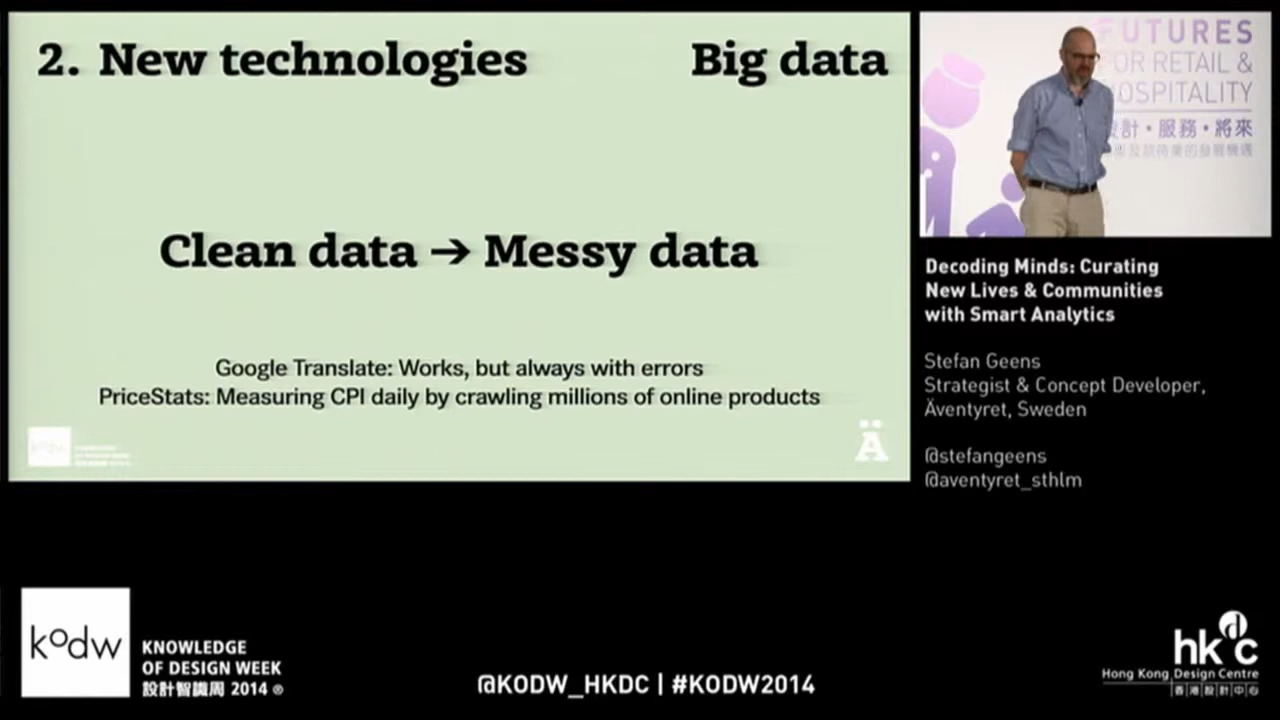 2. New technologies
Big data
Clean data → Messy data
Google Translate: Works, but always with errors
PriceStats: Measuring CPI daily by crawling millions of online products
Ä
FUTURES
FOR RETAIL &
HOSPITALITY
設計・服務・將來
Decoding Minds: Curating
New Lives & Communities
with Smart Analytics
Stefan Geens
Strategist & Concept Developer,
Äventyret, Sweden
@stefangeens
@aventyret_sthlm
kodw
KNOWLEDGE
OF DESIGN WEEK
設計智識周 2014 ®
@KODW_HKDC | #KODW2014
hkdc
Hong Kong Design Centre
香港設計中心